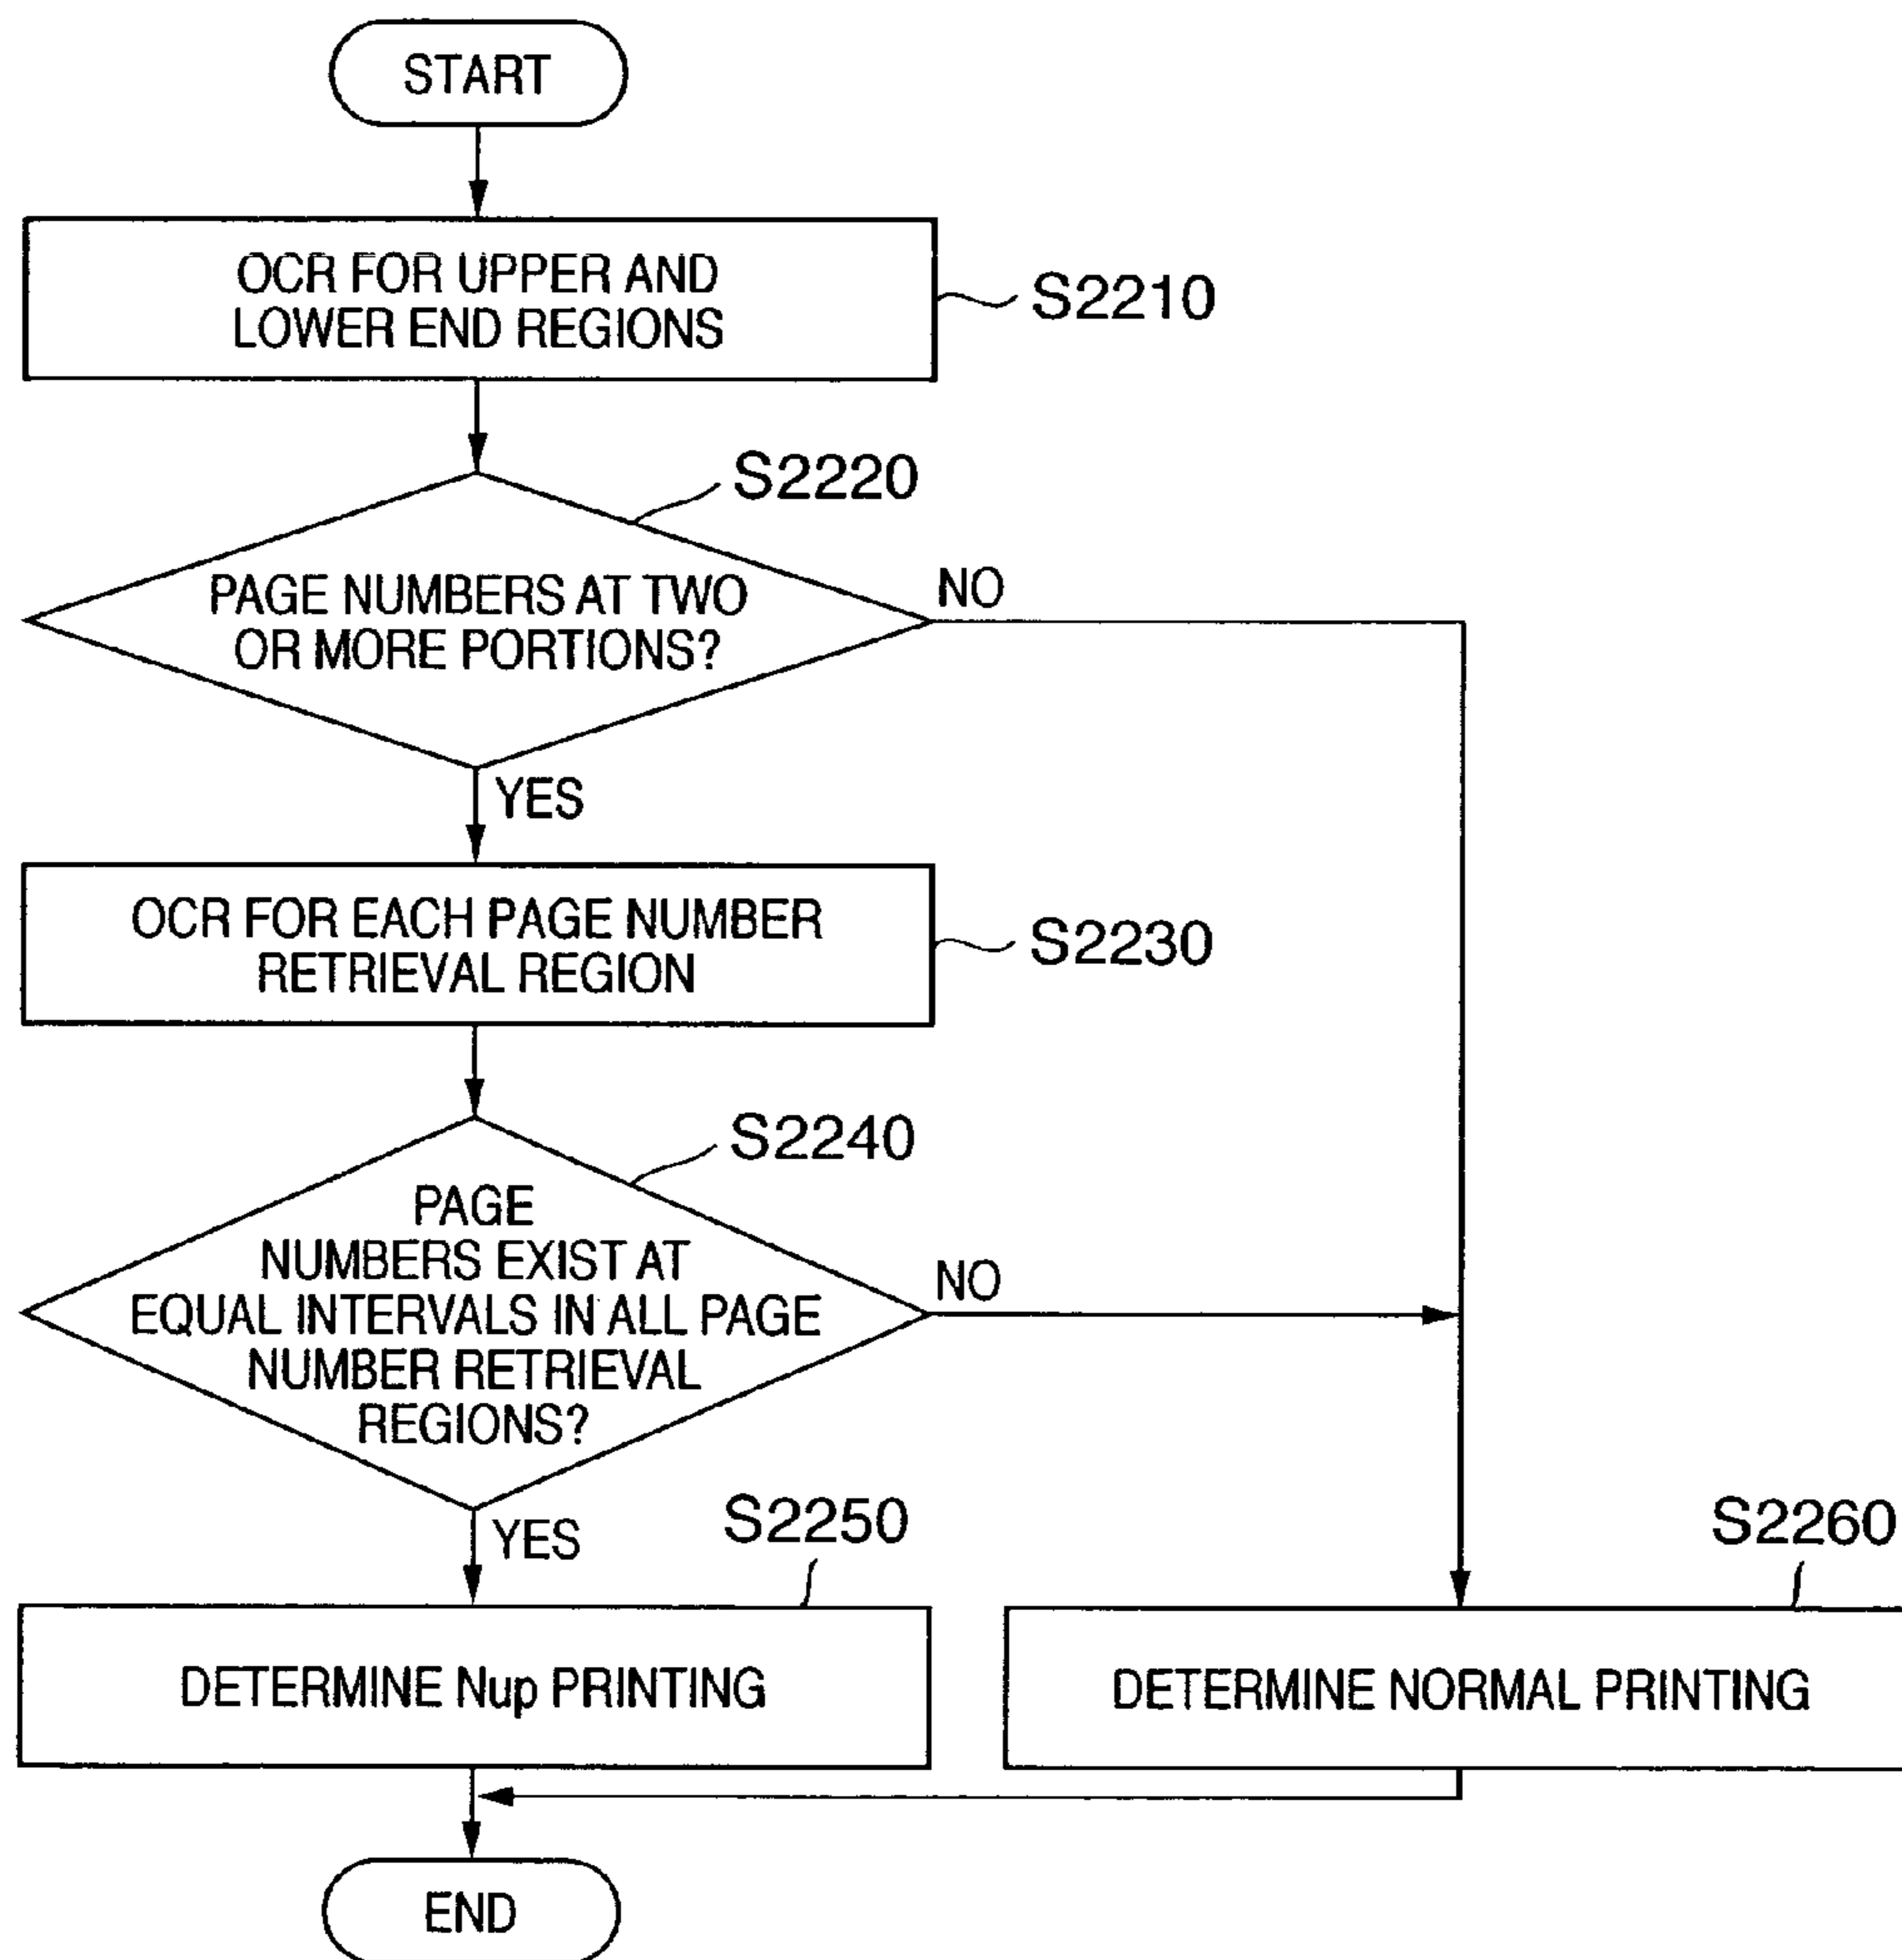 START
OCR FOR UPPER AND
LOWER END REGIONS
S2210
S2220
PAGE NUMBERS AT TWO
OR MORE PORTIONS?
NO
YES
OCR FOR EACH PAGE NUMBER
RETRIEVAL REGION
S2230
S2240
PAGE
NUMBERS EXIST AT
EQUAL INTERVALS IN ALL PAGE
NUMBER RETRIEVAL
REGIONS?
NO
YES
S2250
S2260
DETERMINE Nup PRINTING
DETERMINE NORMAL PRINTING
END